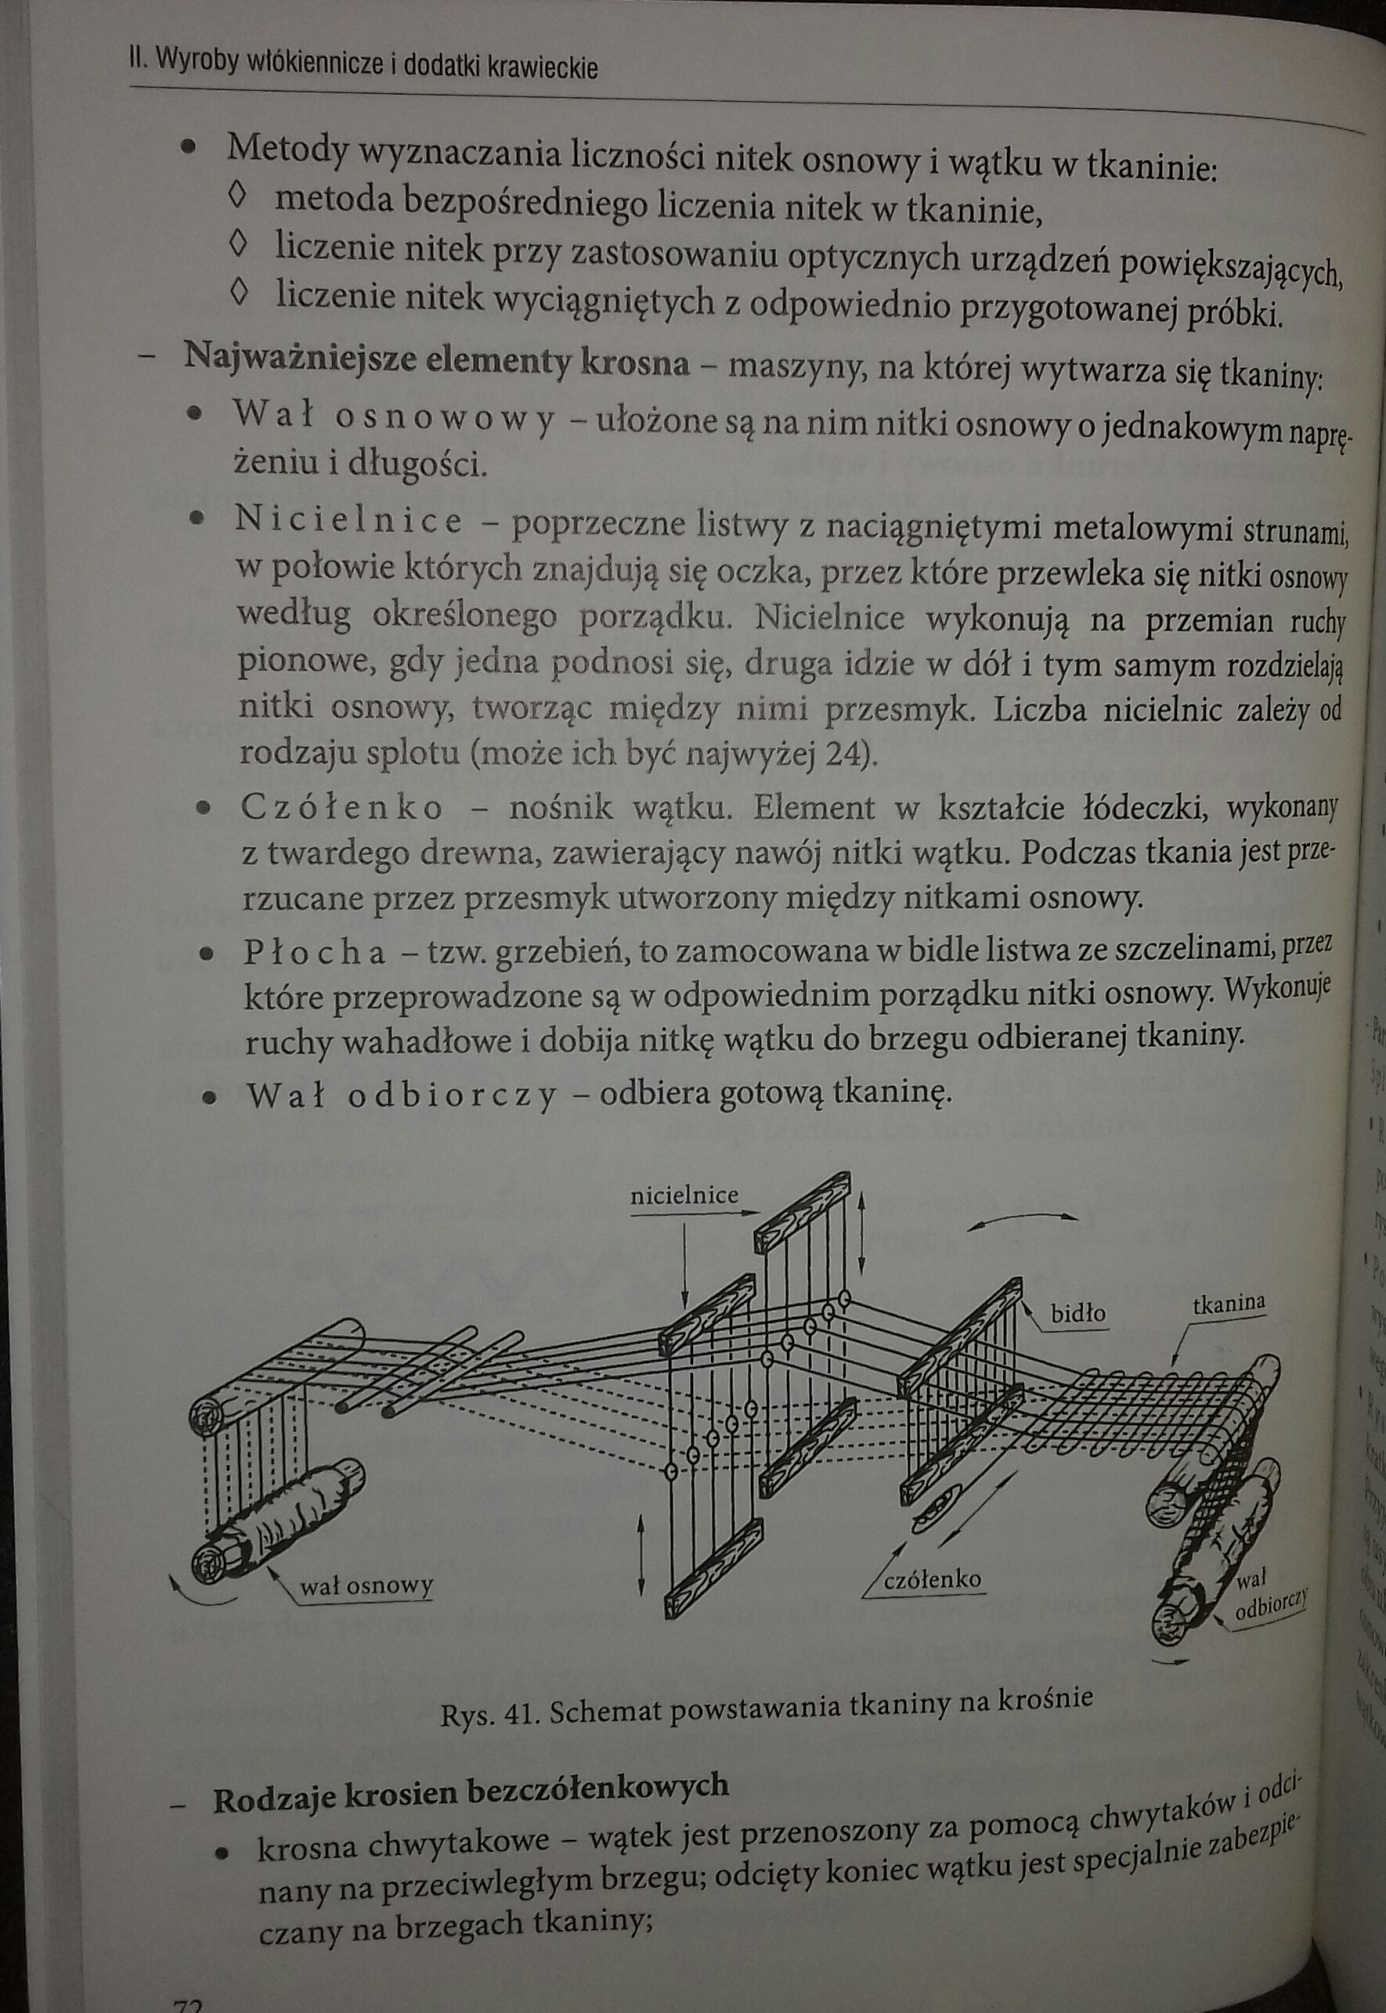 II. Wyroby włókiennicze i dodatki krawieckie
• Metody wyznaczania liczności nitek osnowy i wątku w tkaninie:
◊ metoda bezpośredniego liczenia nitek w tkaninie,
◊ liczenie nitek przy zastosowaniu optycznych urządzeń powiększających,
◊ liczenie nitek wyciągniętych z odpowiednio przygotowanej próbki.
– Najważniejsze elementy krosna – maszyny, na której wytwarza się tkaniny:
• Wał osnowowy – ułożone są na nim nitki osnowy o jednakowym naprę-
żeniu i długości.
• Nicielnice – poprzeczne listwy z naciągniętymi metalowymi strunami,
w połowie których znajdują się oczka, przez które przewleka się nitki osnowy
według określonego porządku. Nicielnice wykonują na przemian ruchy
pionowe, gdy jedna podnosi się, druga idzie w dół i tym samym rozdzielają
nitki osnowy, tworząc między nimi przesmyk. Liczba nicielnic zależy od
rodzaju splotu (może ich być najwyżej 24).
• Czółenko – nośnik wątku. Element w kształcie łódeczki, wykonany
z twardego drewna, zawierający nawój nitki wątku. Podczas tkania jest prze-
rzucane przez przesmyk utworzony między nitkami osnowy.
• Płocha – tzw. grzebień, to zamocowana w bidle listwa ze szczelinami, przez
które przeprowadzone są w odpowiednim porządku nitki osnowy. Wykonuje
ruchy wahadłowe i dobija nitkę wątku do brzegu odbieranej tkaniny.
• Wał odbiorczy – odbiera gotową tkaninę.
nicielnice
bidło
tkanina
wał osnowy
czółenko
wał
odbiorczy
Rys. 41. Schemat powstawania tkaniny na krośnie
– Rodzaje krosien bezczółenkowych
• krosna chwytakowe – wątek jest przenoszony za pomocą chwytaków i odci-
nany na przeciwległym brzegu; odcięty koniec wątku jest specjalnie zabezpie-
czany na brzegach tkaniny;
72